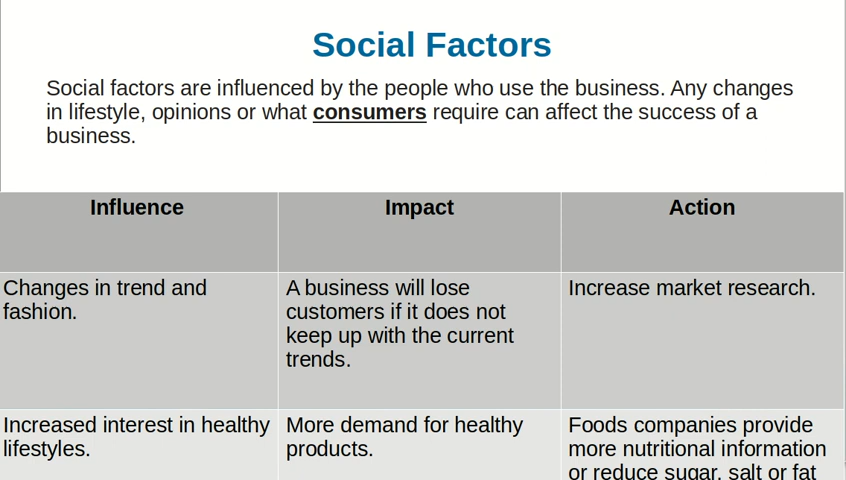 Social Factors
Social factors are influenced by the people who use the business. Any changes
in lifestyle, opinions or what consumers require can affect the success of a
business.
Influence
Impact
Action
Changes in trend and
fashion.
A business will lose
customers if it does not
keep up with the current
trends.
Increase market research.
Increased interest in healthy
lifestyles.
More demand for healthy
products.
Foods companies provide
more nutritional information
or reduce sugar, salt or fat